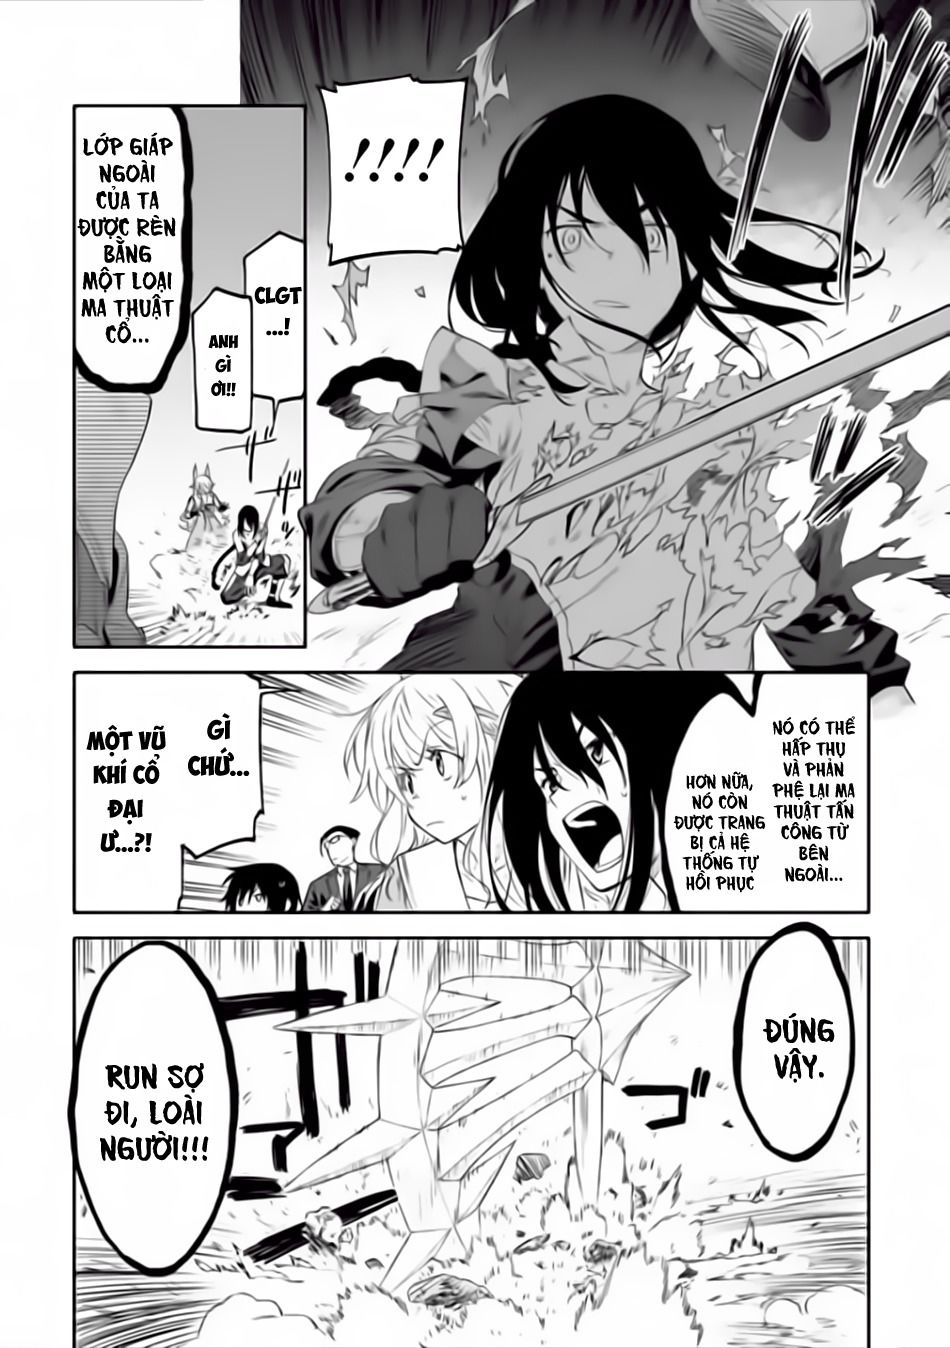 !!!!
CLGT
...!
ANH
GÌ
ƠI!!
LỚP GIÁP
NGOÀI
CỦA TA
ĐƯỢC RÈN
BẰNG
MỘT LOẠI
MA THUẬT
CỔ...
NÓ CÓ THỂ
HẤP THỤ
VÀ PHẢN
PHỆ LẠI MA
THUẬT TẤN
CÔNG TỪ
BÊN
NGOÀI...
HƠN NỮA,
NÓ CÒN
ĐƯỢC TRANG
BỊ CẢ HỆ
THỐNG TỰ
HỒI PHỤC
GÌ
CHỨ...
MỘT VŨ
KHÍ CỔ
ĐẠI
Ư...?!
ĐÚNG
VẬY.
RUN SỢ
ĐI, LOÀI
NGƯỜI!!!